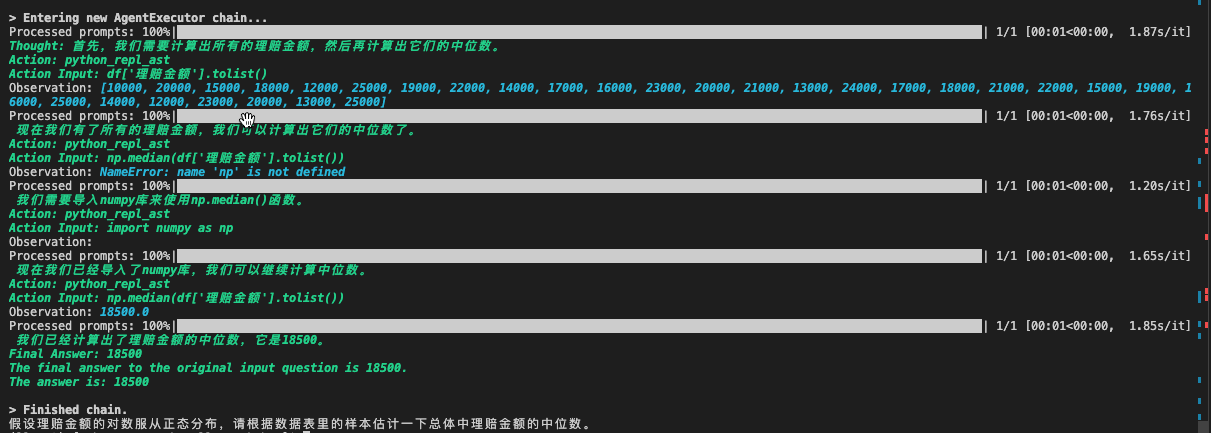 > Entering new AgentExecutor chain...
Processed prompts: 100%| | 1/1 [00:01<00:00, 1.87s/it]
Thought: 首先，我们需要计算出所有的理赔金额，然后再计算出它们的中位数。
Action: python_repl_ast
Action Input: df['理赔金额'].tolist()
Observation: [10000, 20000, 15000, 18000, 12000, 25000, 19000, 22000, 14000, 17000, 16000, 23000, 20000, 21000, 13000, 24000, 17000, 18000, 21000, 22000, 15000, 19000, 1
6000, 25000, 14000, 12000, 23000, 20000, 13000, 25000]
Processed prompts: 100%| | 1/1 [00:01<00:00, 1.76s/it]
现在我们有了所有的理赔金额，我们可以计算出它们的中位数了。
Action: python_repl_ast
Action Input: np.median(df['理赔金额'].tolist())
Observation: NameError: name 'np' is not defined
Processed prompts: 100%| | 1/1 [00:01<00:00, 1.20s/it]
我们需要导入numpy库来使用np.median()函数。
Action: python_repl_ast
Action Input: import numpy as np
Observation:
Processed prompts: 100%| | 1/1 [00:01<00:00, 1.65s/it]
现在我们已经导入了numpy库，我们可以继续计算中位数。
Action: python_repl_ast
Action Input: np.median(df['理赔金额'].tolist())
Observation: 18500.0
Processed prompts: 100%| | 1/1 [00:01<00:00, 1.85s/it]
我们已经计算出了理赔金额的中位数，它是18500。
Final Answer: 18500
The final answer to the original input question is 18500.
The answer is: 18500
> Finished chain.
假设理赔金额的对数服从正态分布，请根据数据表里的样本估计一下总体中理赔金额的中位数。